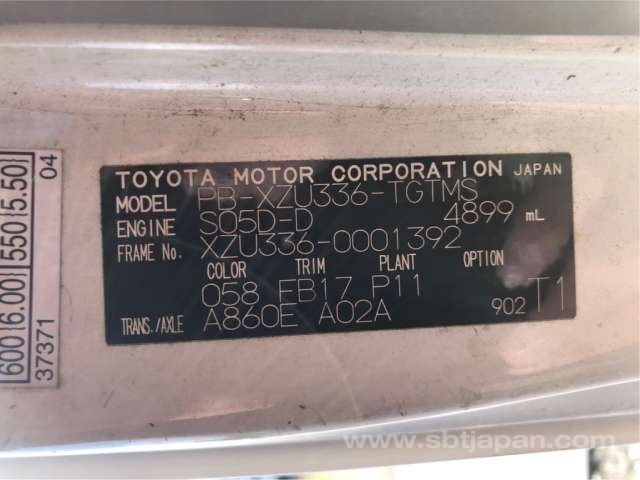 TOYOTA MOTOR CORPORATION JAPAN
MODEL PB-XZU336-TGTMS
ENGINE S05D-D 4899 mL
FRAME No. XZU336-0001392
COLOR TRIM PLANT OPTION
058 FB17 P11
TRANS./AXLE A860E A02A 902 T1
600(6.00) 550(5.50)
37371 04
www.sbtjapan.com